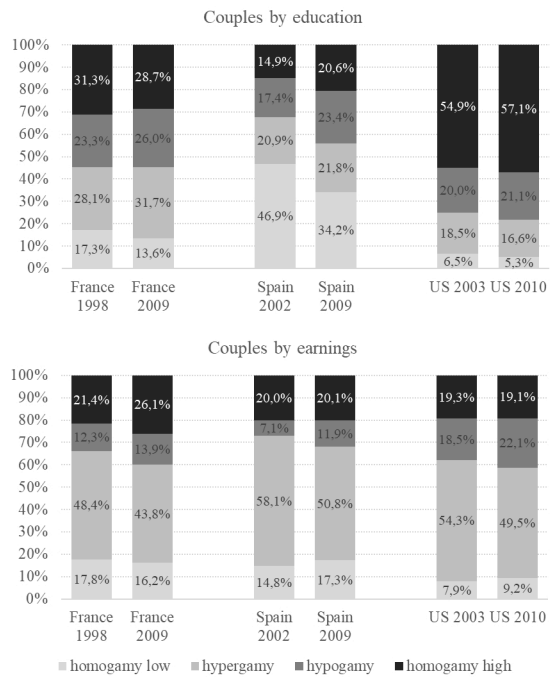 Couples by education
100%
90%
80%
70%
60%
50%
40%
30%
20%
10%
0%
31,3% 28,7% 14,9% 20,6% 54,9% 57,1%
23,3% 26,0% 17,4% 23,4% 20,0% 21,1%
28,1% 31,7% 20,9% 21,8% 18,5% 16,6%
17,3% 13,6% 46,9% 34,2% 6,5% 5,3%
France France Spain Spain US 2003 US 2010
1998 2009 2002 2009
Couples by earnings
100%
90%
80%
70%
60%
50%
40%
30%
20%
10%
0%
21,4% 26,1% 20,0% 20,1% 19,3% 19,1%
12,3% 13,9% 7,1% 11,9% 18,5% 22,1%
48,4% 43,8% 58,1% 50,8% 54,3% 49,5%
17,8% 16,2% 14,8% 17,3% 7,9% 9,2%
France France Spain Spain US 2003 US 2010
1998 2009 2002 2009
homogamy low hypergamy hypogamy homogamy high